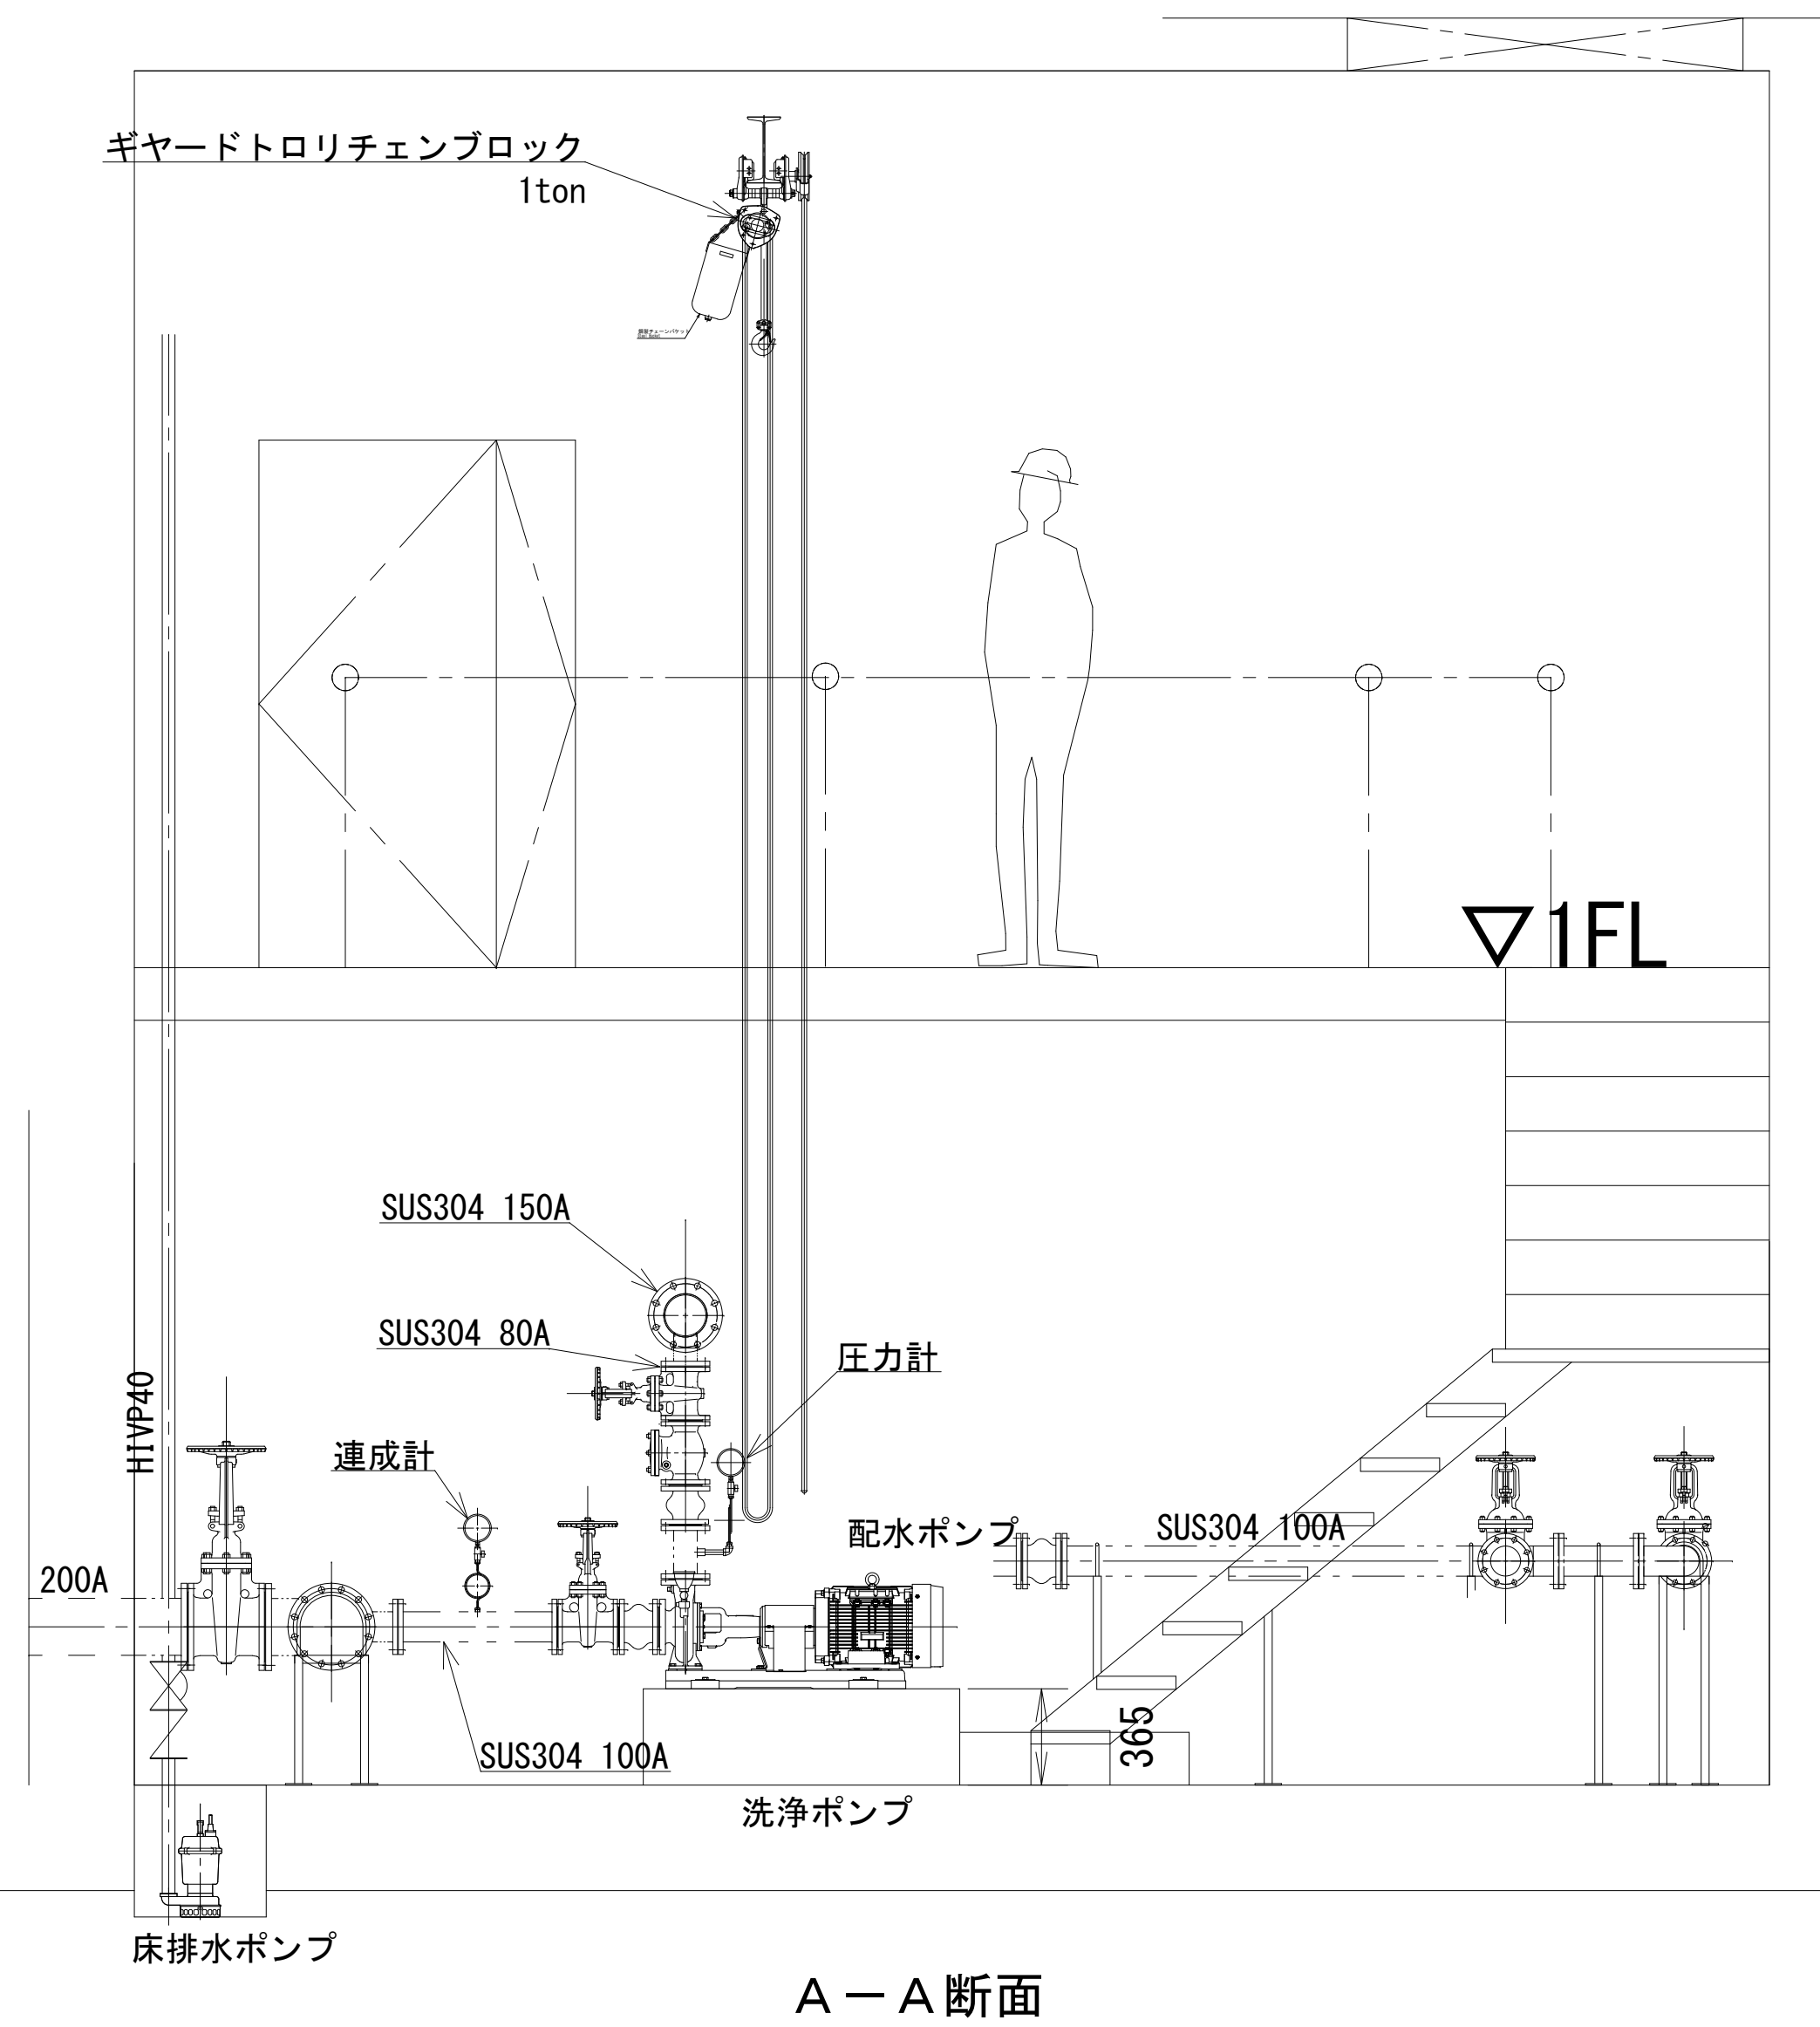 ギヤードトロリチェンブロック
1ton
▽1FL
SUS304 150A
SUS304 80A
圧力計
HIVP40
連成計
配水ポンプ
SUS304 100A
200A
365
SUS304 100A
洗浄ポンプ
床排水ポンプ
A－A断面